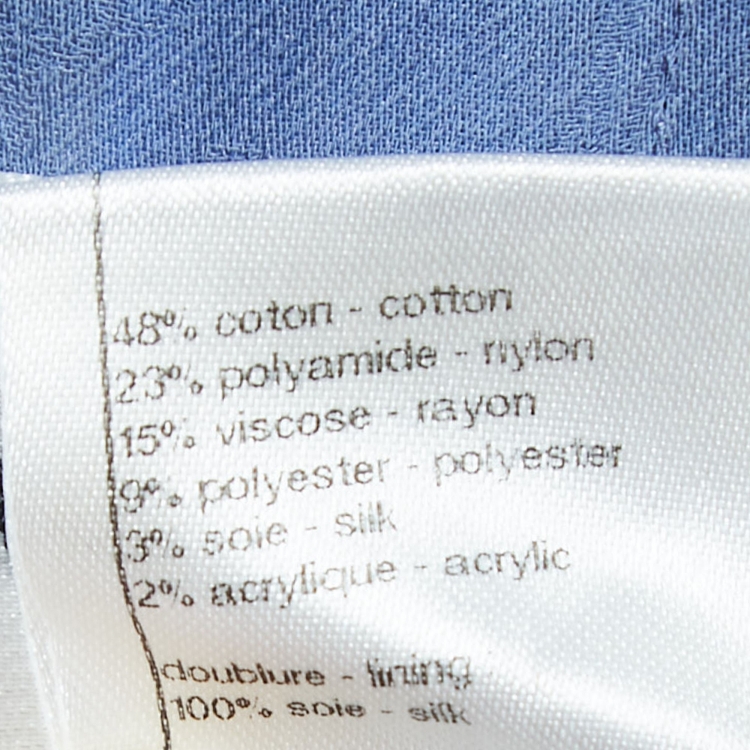 48% coton - cotton
23% polyamide - nylon
15% viscose - rayon
9% polyester - polyester
3% soie - silk
2% acrylique - acrylic
doublure - lining
100% soie - silk